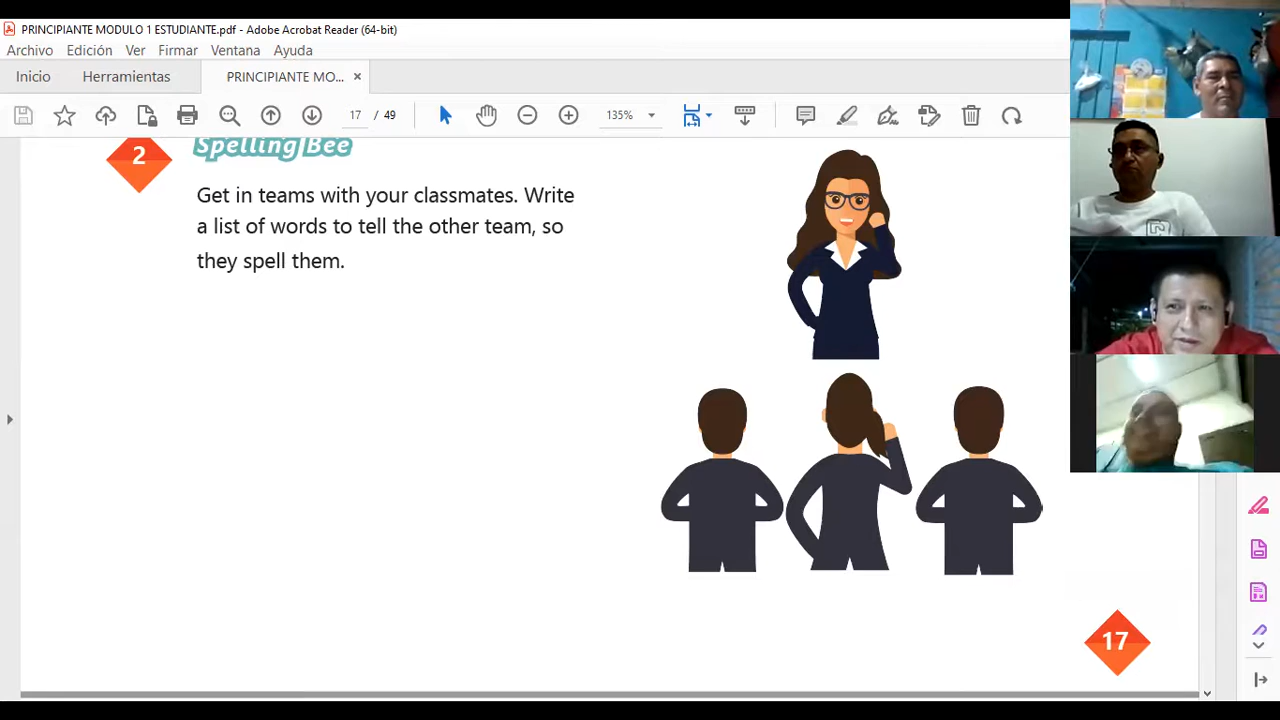 PRINCIPIANTE MODULO 1 ESTUDIANTE.pdf - Adobe Acrobat Reader (64-bit)
Archivo Edición Ver Firmar Ventana Ayuda
Inicio Herramientas PRINCIPIANTE MO... ×
17 / 49 135%
2 Spelling Bee
Get in teams with your classmates. Write
a list of words to tell the other team, so
they spell them.
17